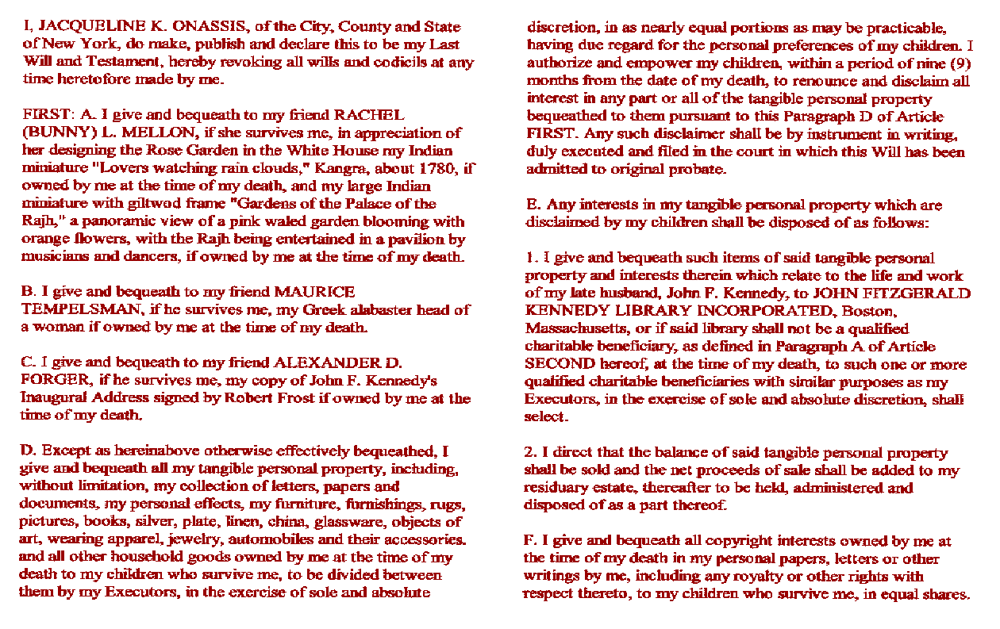 I, JACQUELINE K. ONASSIS, of the City, County and State
of New York, do make, publish and declare this to be my Last
Will and Testament, hereby revoking all wills and codicils at any
time heretofore made by me.
FIRST: A. I give and bequeath to my friend RACHEL
(BUNNY) L. MELLON, if she survives me, in appreciation of
her designing the Rose Garden in the White House my Indian
miniature "Lovers watching rain clouds," Kangra, about 1780, if
owned by me at the time of my death, and my large Indian
miniature with giltwod frame "Gardens of the Palace of the
Rajh," a panoramic view of a pink waled garden blooming with
orange flowers, with the Rajh being entertained in a pavilion by
musicians and dancers, if owned by me at the time of my death.
B. I give and bequeath to my friend MAURICE
TEMPELSMAN, if he survives me, my Greek alabaster head of
a woman if owned by me at the time of my death.
C. I give and bequeath to my friend ALEXANDER D.
FORGER, if he survives me, my copy of John F. Kennedy's
Inaugural Address signed by Robert Frost if owned by me at the
time of my death.
D. Except as hereinabove otherwise effectively bequeathed, I
give and bequeath all my tangible personal property, including,
without limitation, my collection of letters, papers and
documents, my personal effects, my furniture, furnishings, rugs,
pictures, books, silver, plate, linen, china, glassware, objects of
art, wearing apparel, jewelry, automobiles and their accessories.
and all other household goods owned by me at the time of my
death to my children who survive me, to be divided between
them by my Executors, in the exercise of sole and absolute
discretion, in as nearly equal portions as may be practicable,
having due regard for the personal preferences of my children. I
authorize and empower my children, within a period of nine (9)
months from the date of my death, to renounce and disclaim all
interest in any part or all of the tangible personal property
bequeathed to them pursuant to this Paragraph D of Article
FIRST. Any such disclaimer shall be by instrument in writing,
duly executed and filed in the court in which this Will has been
admitted to original probate.
E. Any interests in my tangible personal property which are
disclaimed by my children shall be disposed of as follows:
1. I give and bequeath such items of said tangible personal
property and interests therein which relate to the life and work
of my late husband, John F. Kennedy, to JOHN FITZGERALD
KENNEDY LIBRARY INCORPORATED, Boston,
Massachusetts, or if said library shall not be a qualified
charitable beneficiary, as defined in Paragraph A of Article
SECOND hereof, at the time of my death, to such one or more
qualified charitable beneficiaries with similar purposes as my
Executors, in the exercise of sole and absolute discretion, shall
select.
2. I direct that the balance of said tangible personal property
shall be sold and the net proceeds of sale shall be added to my
residuary estate, thereafter to be held, administered and
disposed of as a part thereof.
F. I give and bequeath all copyright interests owned by me at
the time of my death in my personal papers, letters or other
writings by me, including any royalty or other rights with
respect thereto, to my children who survive me, in equal shares.